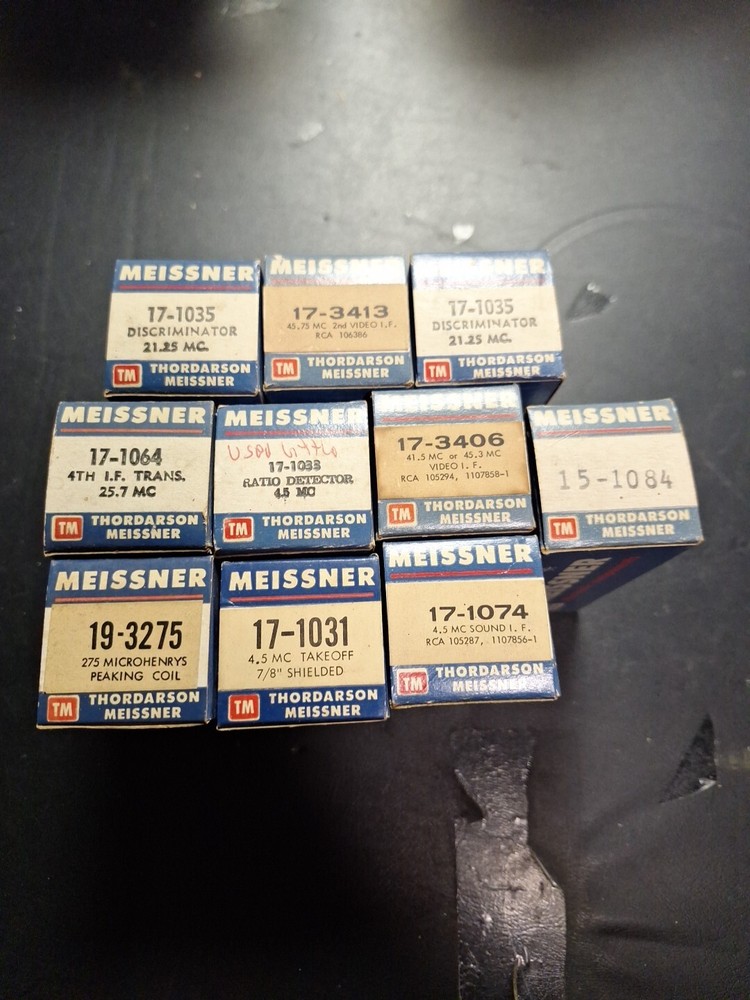 MEISSNER
17-1035
DISCRIMINATOR
21.25 MC.
TM THORDARSON
MEISSNER
MEISSNER
17-3413
45.75 MC 2nd VIDEO I.F.
RCA 106386
TM THORDARSON
MEISSNER
MEISSNER
17-1035
DISCRIMINATOR
21.25 MC.
TM THORDARSON
MEISSNER
MEISSNER
17-1064
4TH I.F. TRANS.
25.7 MC
TM THORDARSON
MEISSNER
MEISSNER
USED
17-1033
RATIO DETECTOR
4.5 MC
TM THORDARSON
MEISSNER
MEISSNER
17-3406
41.5 MC or 45.3 MC
VIDEO I.F.
RCA 105294, 1107858-1
TM THORDARSON
MEISSNER
MEISSNER
15-1084
TM THORDARSON
MEISSNER
MEISSNER
MEISSNER
19-3275
275 MICROHENRYS
PEAKING COIL
TM THORDARSON
MEISSNER
MEISSNER
17-1031
4.5 MC TAKEOFF
7/8" SHIELDED
TM THORDARSON
MEISSNER
MEISSNER
17-1074
4.5 MC SOUND I.F.
RCA 105287, 1107856-1
TM THORDARSON
MEISSNER